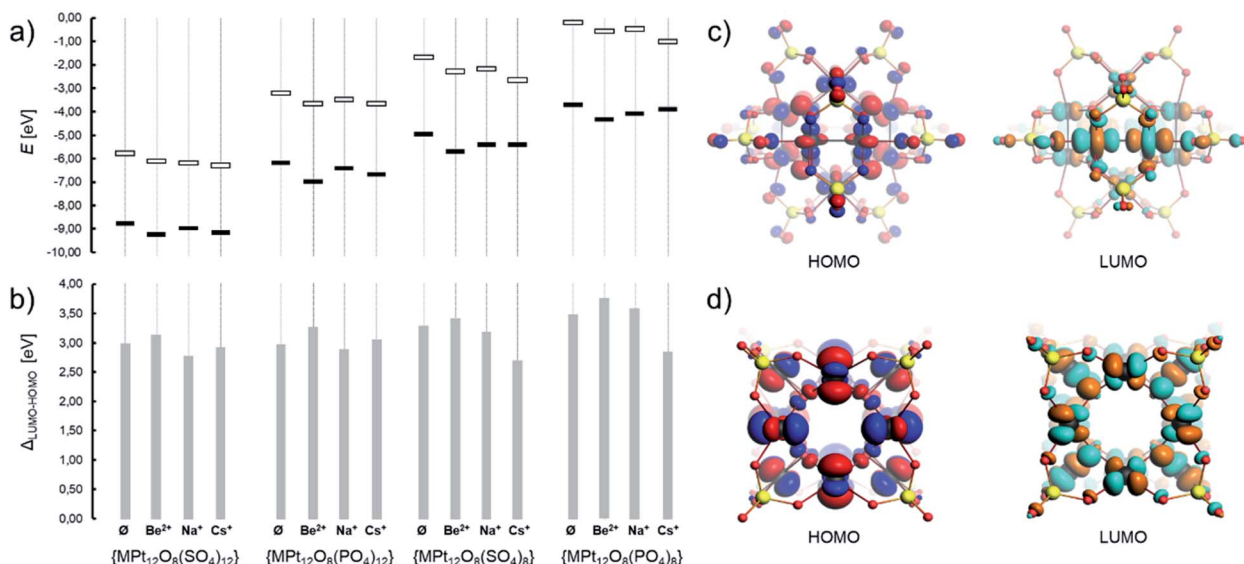 a)
E [eV]
0,00
-1,00
-2,00
-3,00
-4,00
-5,00
-6,00
-7,00
-8,00
-9,00
-10,00
b)
Δ_LUMO-HOMO [eV]
4,00
3,50
3,00
2,50
2,00
1,50
1,00
0,50
0,00
Ø Be²⁺ Na⁺ Cs⁺ Ø Be²⁺ Na⁺ Cs⁺ Ø Be²⁺ Na⁺ Cs⁺ Ø Be²⁺ Na⁺ Cs⁺
{MPt₁₂O₈(SO₄)₁₂} {MPt₁₂O₈(PO₄)₁₂} {MPt₁₂O₈(SO₄)₈} {MPt₁₂O₈(PO₄)₈}
c)
HOMO LUMO
d)
HOMO LUMO